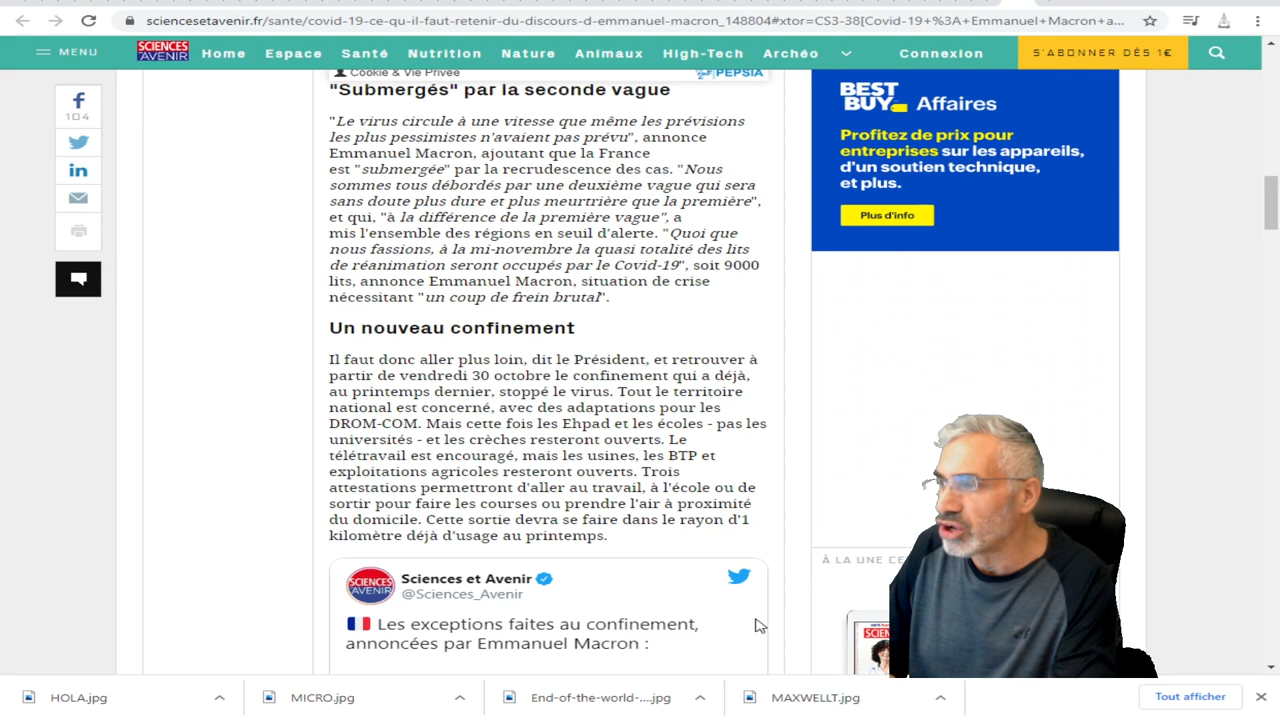 sciencesetavenir.fr/sante/covid-19-ce-qu-il-faut-retenir-du-discours-d-emmanuel-macron_148804#xtor=CS3-38[Covid-19+%3A+Emmanuel+Macron+a...
MENU
SCIENCES AVENIR
Home Espace Santé Nutrition Nature Animaux High-Tech Archéo
Connexion
S'ABONNER DÈS 1€
104
Cookie & Vie Privée
PEPSIA
"Submergés" par la seconde vague
"Le virus circule à une vitesse que même les prévisions
les plus pessimistes n'avaient pas prévu", annonce
Emmanuel Macron, ajoutant que la France
est "submergée" par la recrudescence des cas. "Nous
sommes tous débordés par une deuxième vague qui sera
sans doute plus dure et plus meurtrière que la première",
et qui, "à la différence de la première vague", a
mis l'ensemble des régions en seuil d'alerte. "Quoi que
nous fassions, à la mi-novembre la quasi totalité des lits
de réanimation seront occupés par le Covid-19", soit 9000
lits, annonce Emmanuel Macron, situation de crise
nécessitant "un coup de frein brutal".
Un nouveau confinement
Il faut donc aller plus loin, dit le Président, et retrouver à
partir de vendredi 30 octobre le confinement qui a déjà,
au printemps dernier, stoppé le virus. Tout le territoire
national est concerné, avec des adaptations pour les
DROM-COM. Mais cette fois les Ehpad et les écoles - pas les
universités - et les crèches resteront ouverts. Le
télétravail est encouragé, mais les usines, les BTP et
exploitations agricoles resteront ouverts. Trois
attestations permettront d'aller au travail, à l'école ou de
sortir pour faire les courses ou prendre l'air à proximité
du domicile. Cette sortie devra se faire dans le rayon d'1
kilomètre déjà d'usage au printemps.
SCIENCES AVENIR
Sciences et Avenir
@Sciences_Avenir
Les exceptions faites au confinement,
annoncées par Emmanuel Macron :
BEST
BUY Affaires
Profitez de prix pour
entreprises sur les appareils,
d'un soutien technique,
et plus.
Plus d'info
À LA UNE CE
SCIEN
HOLA.jpg
MICRO.jpg
End-of-the-world-....jpg
MAXWELLT.jpg
Tout afficher